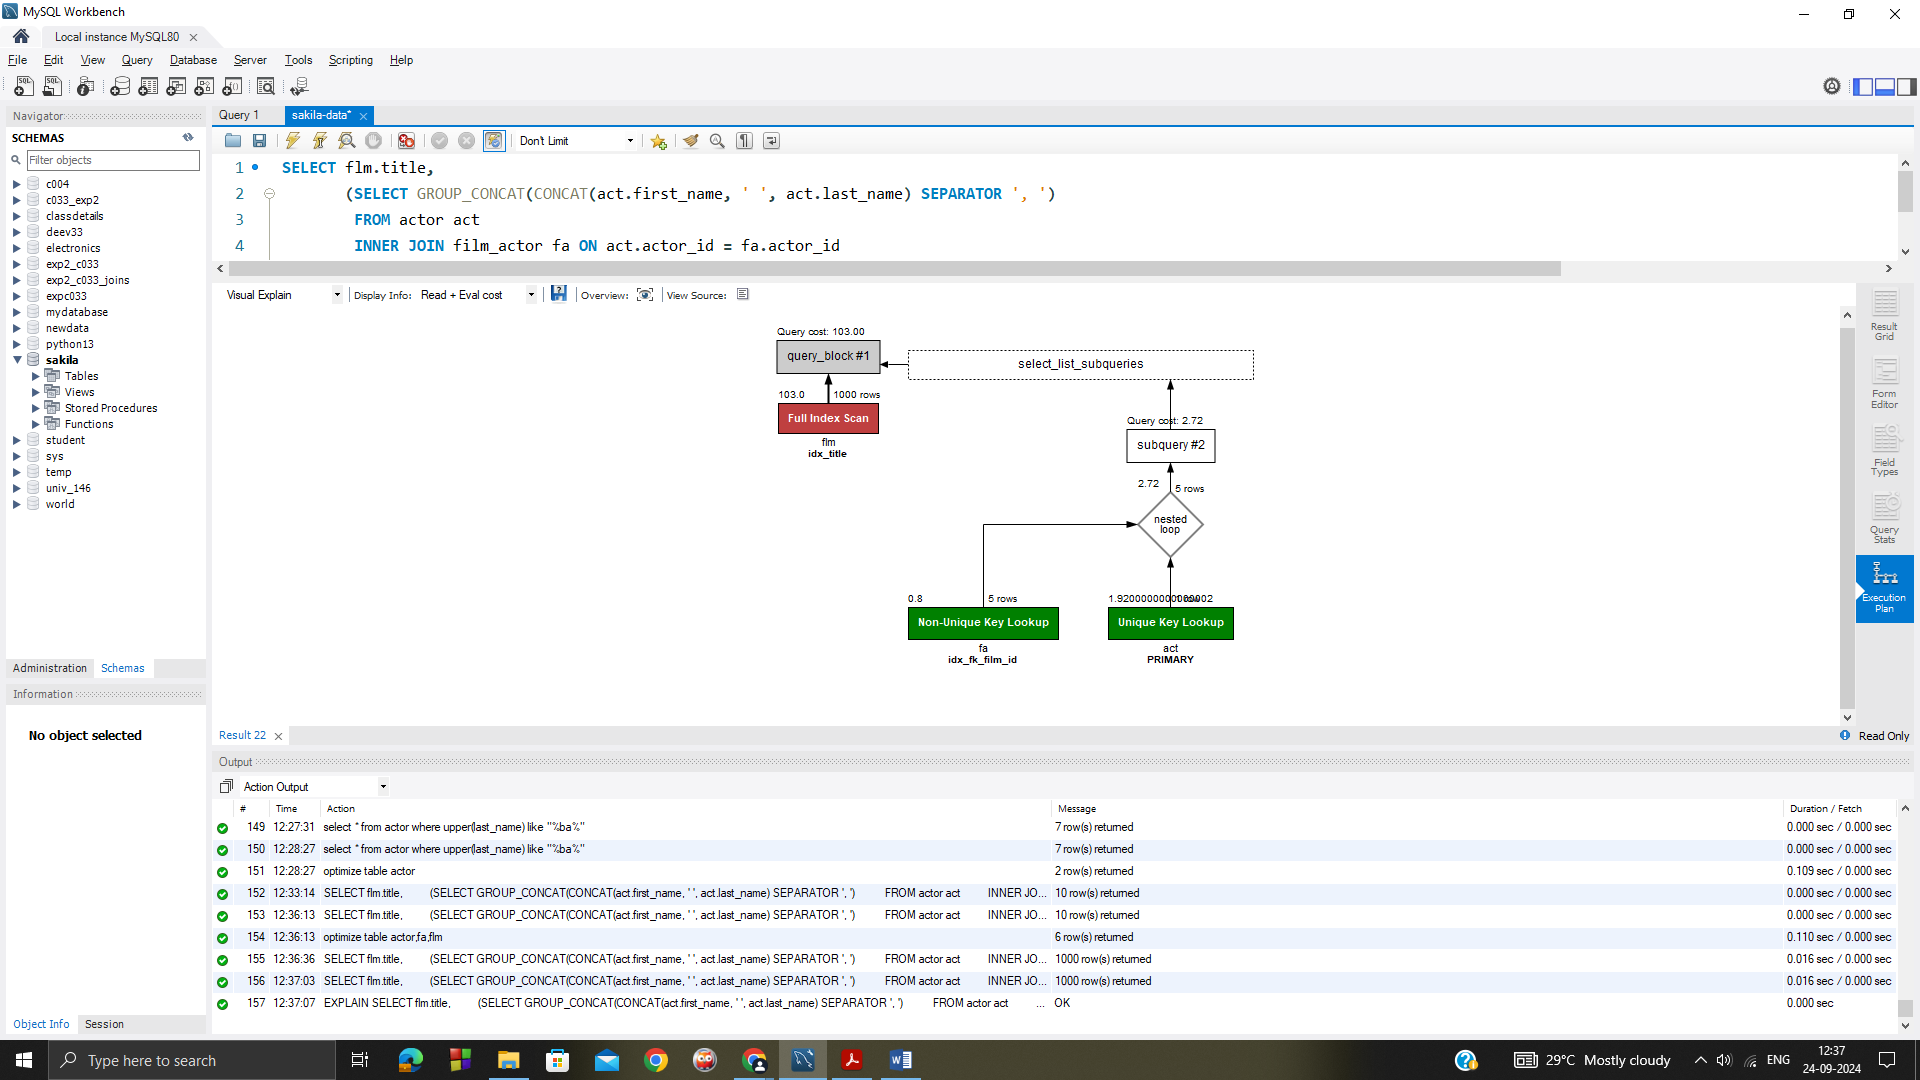 MySQL Workbench
Local instance MySQL80
File Edit View Query Database Server Tools Scripting Help
Navigator
SCHEMAS
Filter objects
c004
c033_exp2
classdetails
deev33
electronics
exp2_c033
exp2_c033_joins
expc033
mydatabase
newdata
python13
sakila
Tables
Views
Stored Procedures
Functions
student
sys
temp
univ_146
world
Administration Schemas
Information
No object selected
Object Info Session
Query 1 sakila-data*
Don't Limit
1 SELECT flm.title,
2 (SELECT GROUP_CONCAT(CONCAT(act.first_name, ' ', act.last_name) SEPARATOR ', ')
3 FROM actor act
4 INNER JOIN film_actor fa ON act.actor_id = fa.actor_id
Visual Explain Display Info: Read + Eval cost Overview: View Source:
Query cost: 103.00
query_block #1
select_list_subqueries
103.0 1000 rows
Full Index Scan
flm
idx_title
Query cost: 2.72
subquery #2
2.72 5 rows
nested
loop
0.8 5 rows
Non-Unique Key Lookup
fa
idx_fk_film_id
Unique Key Lookup
act
PRIMARY
Result
Grid
Form
Editor
Field
Types
Query
Stats
Execution
Plan
Result 22
Read Only
Output
Action Output
# Time Action Message Duration / Fetch
149 12:27:31 select * from actor where upper(last_name) like "%ba%" 7 row(s) returned 0.000 sec / 0.000 sec
150 12:28:27 select * from actor where upper(last_name) like "%ba%" 7 row(s) returned 0.000 sec / 0.000 sec
151 12:28:27 optimize table actor 2 row(s) returned 0.109 sec / 0.000 sec
152 12:33:14 SELECT flm.title, (SELECT GROUP_CONCAT(CONCAT(act.first_name, ' ', act.last_name) SEPARATOR ', ') FROM actor act INNER JO... 10 row(s) returned 0.000 sec / 0.000 sec
153 12:36:13 SELECT flm.title, (SELECT GROUP_CONCAT(CONCAT(act.first_name, ' ', act.last_name) SEPARATOR ', ') FROM actor act INNER JO... 10 row(s) returned 0.000 sec / 0.000 sec
154 12:36:13 optimize table actor,fa,flm 6 row(s) returned 0.110 sec / 0.000 sec
155 12:36:36 SELECT flm.title, (SELECT GROUP_CONCAT(CONCAT(act.first_name, ' ', act.last_name) SEPARATOR ', ') FROM actor act INNER JO... 1000 row(s) returned 0.016 sec / 0.000 sec
156 12:37:03 SELECT flm.title, (SELECT GROUP_CONCAT(CONCAT(act.first_name, ' ', act.last_name) SEPARATOR ', ') FROM actor act INNER JO... 1000 row(s) returned 0.016 sec / 0.000 sec
157 12:37:07 EXPLAIN SELECT flm.title, (SELECT GROUP_CONCAT(CONCAT(act.first_name, ' ', act.last_name) SEPARATOR ', ') FROM actor act ... OK 0.000 sec
Type here to search
29°C Mostly cloudy
ENG
12:37
24-09-2024